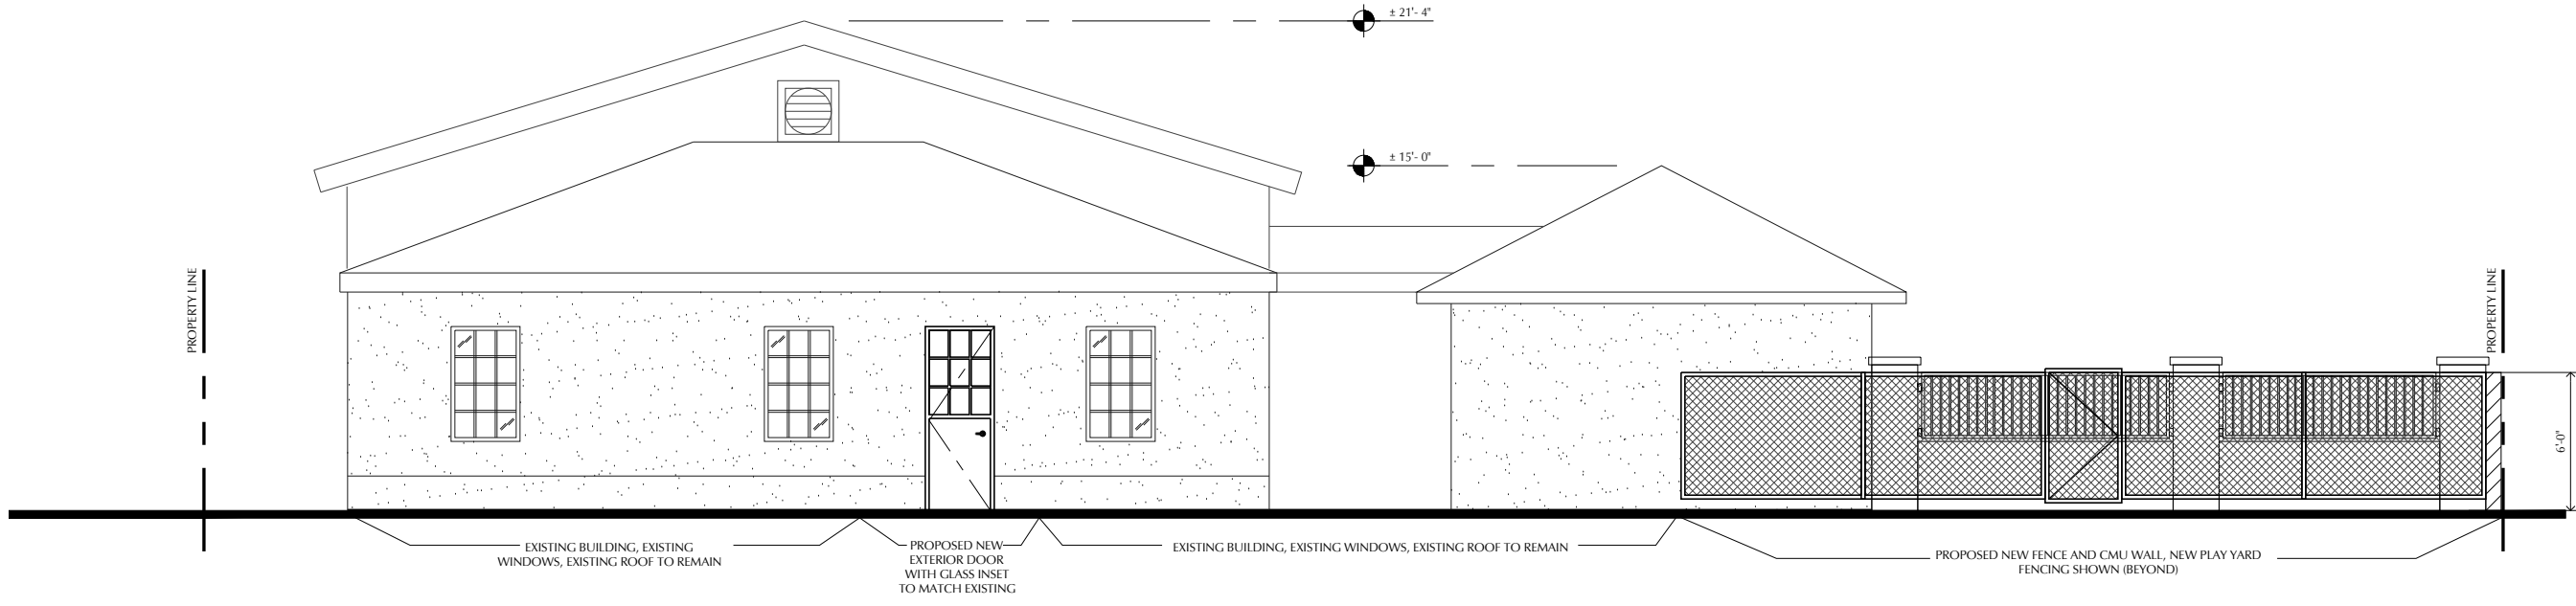 ± 21'- 4"
± 15'- 0"
PROPERTY LINE
PROPERTY LINE
6'-0"
EXISTING BUILDING, EXISTING
WINDOWS, EXISTING ROOF TO REMAIN
PROPOSED NEW
EXTERIOR DOOR
WITH GLASS INSET
TO MATCH EXISTING
EXISTING BUILDING, EXISTING WINDOWS, EXISTING ROOF TO REMAIN
PROPOSED NEW FENCE AND CMU WALL, NEW PLAY YARD
FENCING SHOWN (BEYOND)